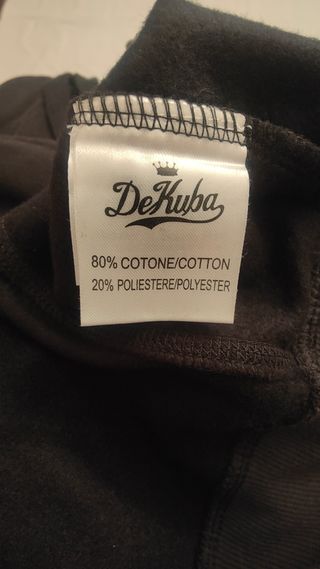 DeKuba
80% COTONE/COTTON
20% POLIESTERE/POLYESTER